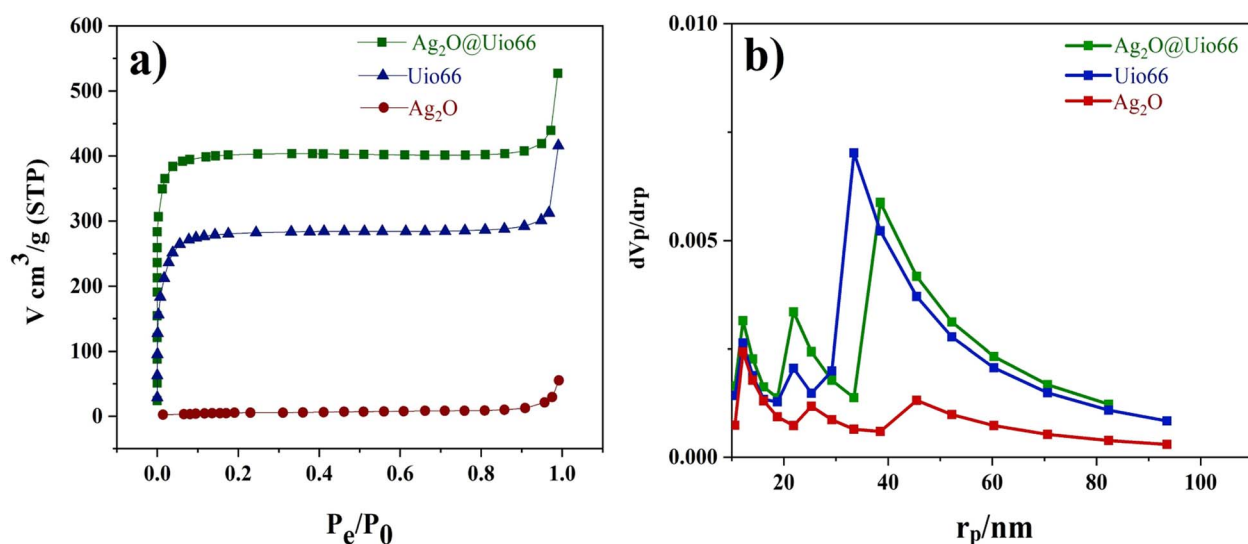 a)
Ag₂O@Uio66
Uio66
Ag₂O
V cm³/g (STP)
600
500
400
300
200
100
0
0.0 0.2 0.4 0.6 0.8 1.0
Pₑ/P₀
b)
Ag₂O@Uio66
Uio66
Ag₂O
dVp/drp
0.010
0.005
0.000
20 40 60 80 100
rₚ/nm